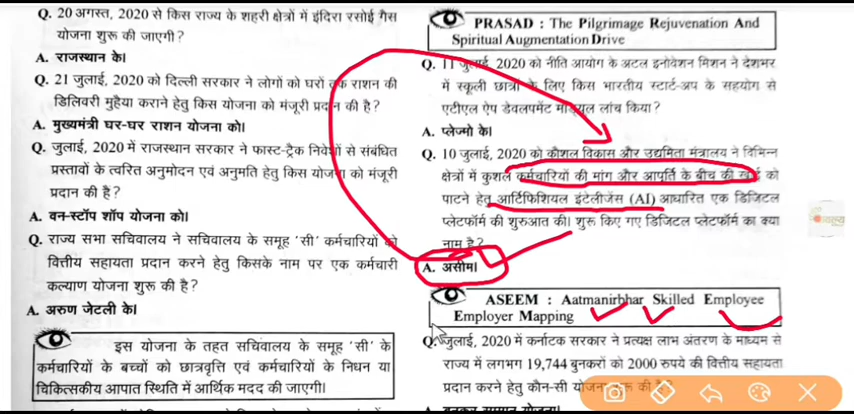 Q. 20 अगस्त, 2020 से किस राज्य के शहरी क्षेत्रों में इंदिरा रसोई गैस
योजना शुरू की जाएगी?
A. राजस्थान के।
Q. 21 जुलाई, 2020 को दिल्ली सरकार ने लोगों को घरों तक राशन की
डिलिवरी मुहैया कराने हेतु किस योजना को मंजूरी प्रदान की है?
A. मुख्यमंत्री घर-घर राशन योजना को।
Q. जुलाई, 2020 में राजस्थान सरकार ने फास्ट-ट्रैक निवेशों से संबंधित
प्रस्तावों के त्वरित अनुमोदन एवं अनुमति हेतु किस योजना को मंजूरी
प्रदान की है?
A. वन-स्टॉप शॉप योजना को।
Q. राज्य सभा सचिवालय ने सचिवालय के समूह 'सी' कर्मचारियों को
वित्तीय सहायता प्रदान करने हेतु किसके नाम पर एक कर्मचारी
कल्याण योजना शुरू की है?
A. अरुण जेटली के।
इस योजना के तहत सचिवालय के समूह 'सी' के
कर्मचारियों के बच्चों को छात्रवृत्ति एवं कर्मचारियों के निधन या
चिकित्सकीय आपात स्थिति में आर्थिक मदद की जाएगी।
PRASAD : The Pilgrimage Rejuvenation And
Spiritual Augmentation Drive
Q. 11 जुलाई, 2020 को नीति आयोग के अटल इनोवेशन मिशन ने देशभर
में स्कूली छात्रों के लिए किस भारतीय स्टार्ट-अप के सहयोग से
एटीएल ऐप डेवलपमेंट मॉड्यूल लांच किया?
A. प्लेज्मो के।
Q. 10 जुलाई, 2020 को कौशल विकास और उद्यमिता मंत्रालय ने विभिन्न
क्षेत्रों में कुशल कर्मचारियों की मांग और आपूर्ति के बीच की खाई को
पाटने हेतु आर्टिफिशियल इंटेलीजेंस (AI) आधारित एक डिजिटल
प्लेटफॉर्म की शुरुआत की। शुरू किए गए डिजिटल प्लेटफॉर्म का क्या
नाम है?
A. असीम।
ASEEM : Aatmanirbhar Skilled Employee
Employer Mapping
Q. जुलाई, 2020 में कर्नाटक सरकार ने प्रत्यक्ष लाभ अंतरण के माध्यम से
राज्य में लगभग 19,744 बुनकरों को 2000 रुपये की वित्तीय सहायता
प्रदान करने हेतु कौन-सी योजना शुरू की